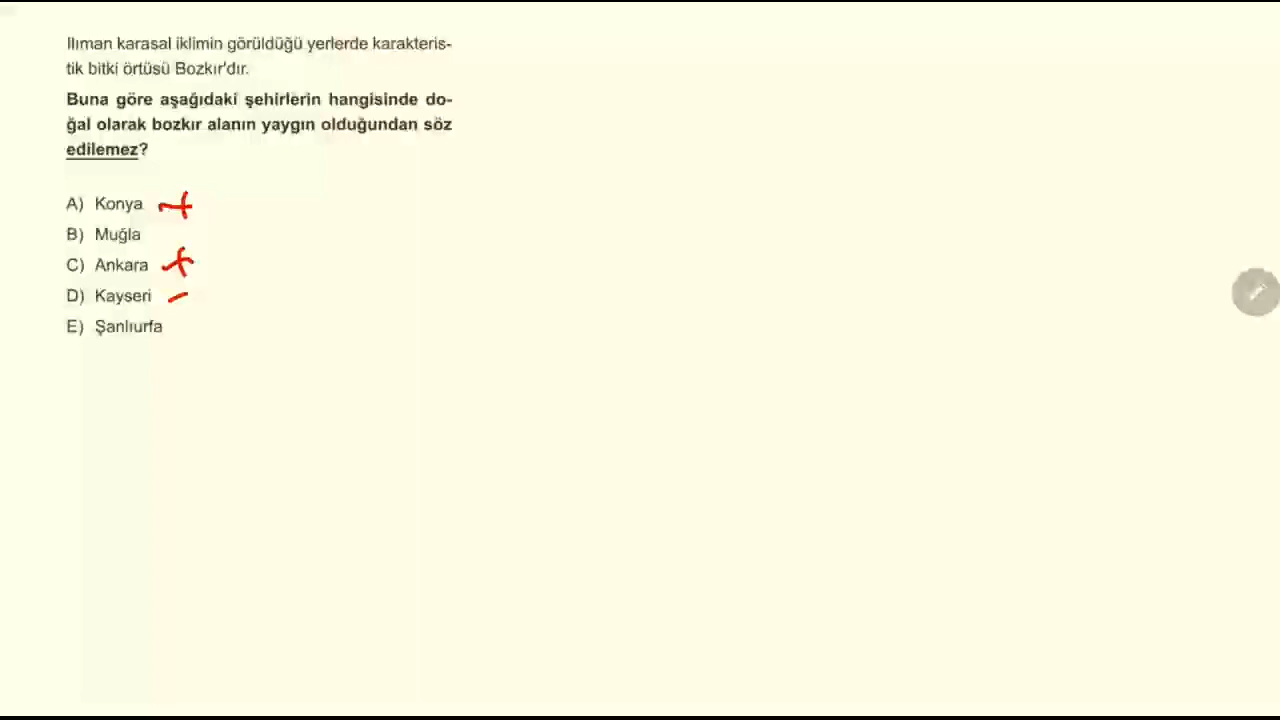 Ilıman karasal iklimin görüldüğü yerlerde karakteris-
tik bitki örtüsü Bozkır'dır.
Buna göre aşağıdaki şehirlerin hangisinde do-
ğal olarak bozkır alanın yaygın olduğundan söz
edilemez?
A) Konya
B) Muğla
C) Ankara
D) Kayseri
E) Şanlıurfa